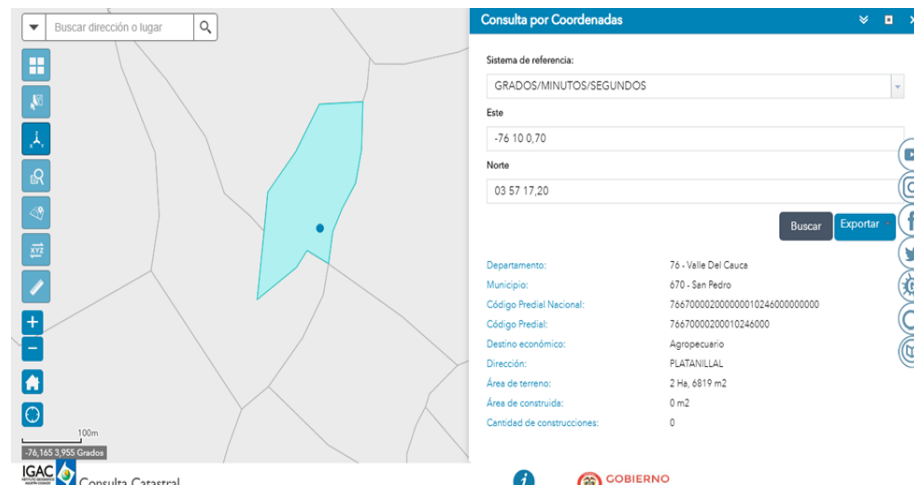 Buscar dirección o lugar
Consulta por Coordenadas
Sistema de referencia:
GRADOS/MINUTOS/SEGUNDOS
Este
-76 10 0,70
Norte
03 57 17,20
Buscar
Exportar
Departamento: 76 - Valle Del Cauca
Municipio: 670 - San Pedro
Código Predial Nacional: 766700002000000010246000000000
Código Predial: 76670000200010246000
Destino económico: Agropecuario
Dirección: PLATANILLAL
Área de terreno: 2 Ha, 6819 m2
Área de construida: 0 m2
Cantidad de construcciones: 0
XYZ
100m
-76,165 3,955 Grados
IGAC
Consulta Catastral
GOBIERNO